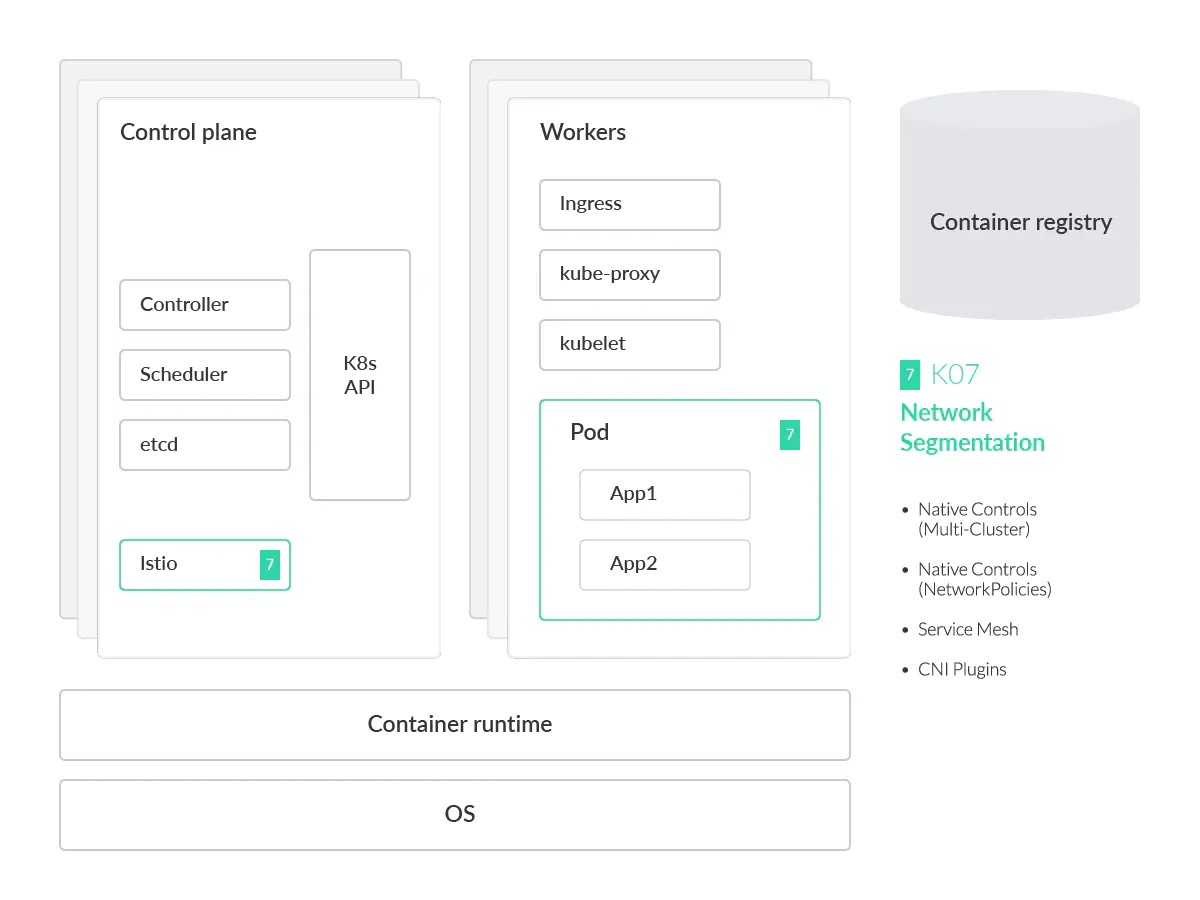 Control plane
Controller
Scheduler
etcd
K8s
API
Istio
7
Workers
Ingress
kube-proxy
kubelet
Pod
7
App1
App2
Container registry
7 K07
Network
Segmentation
• Native Controls
(Multi-Cluster)
• Native Controls
(NetworkPolicies)
• Service Mesh
• CNI Plugins
Container runtime
OS